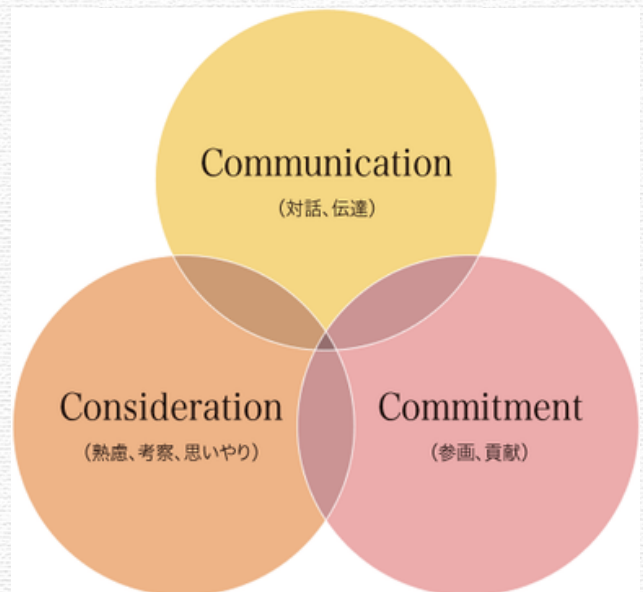 Communication
（対話、伝達）
Consideration
（熟慮、考察、思いやり）
Commitment
（参画、貢献）